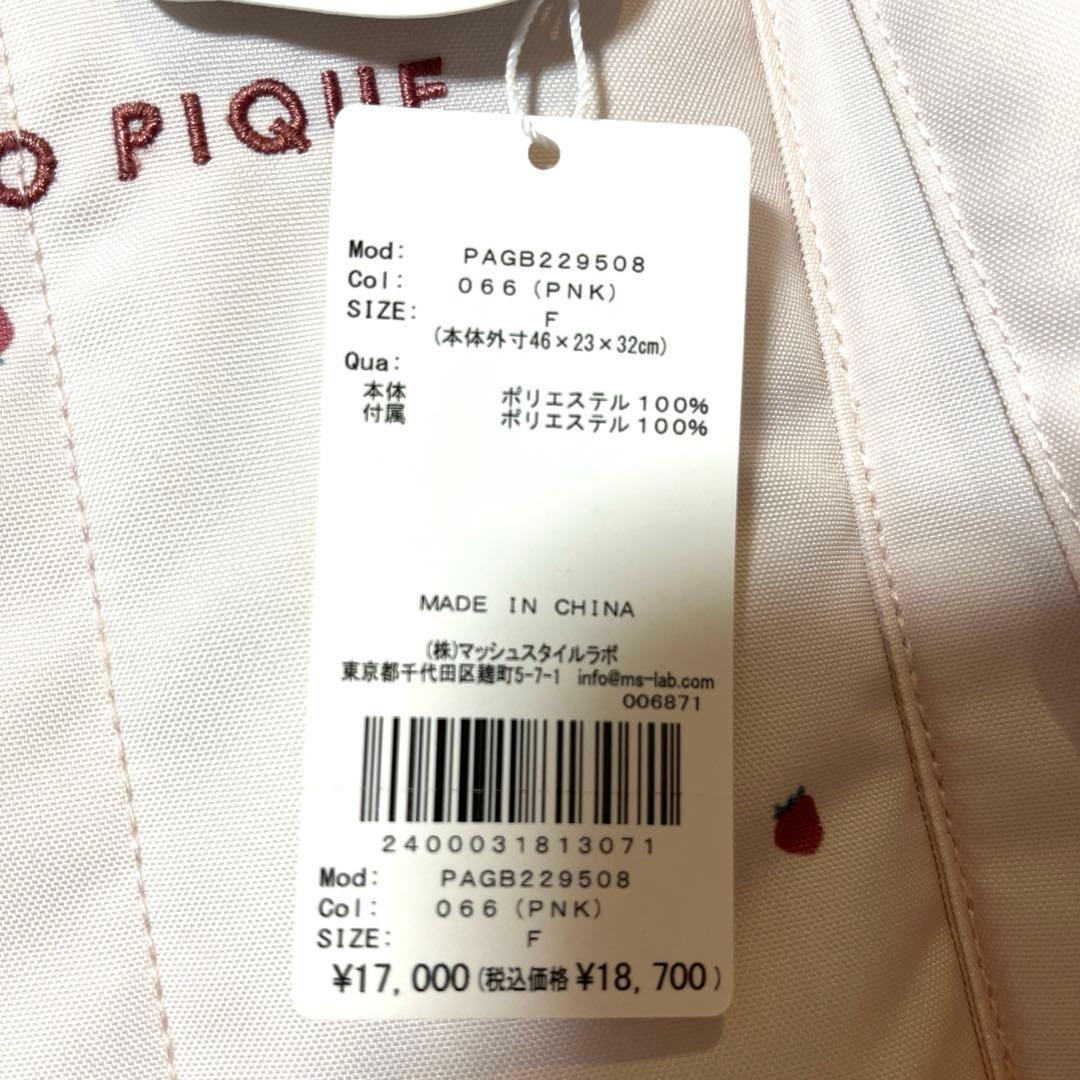 O PIQUE
Mod: PAGB229508
Col: 066(PNK)
SIZE: F
(本体外寸46×23×32cm)
Qua:
本体 ポリエステル100%
付属 ポリエステル100%
MADE IN CHINA
(株)マッシュスタイルラボ
東京都千代田区麹町5-7-1 info@ms-lab.com
006871
2400031813071
Mod: PAGB229508
Col: 066(PNK)
SIZE: F
¥17,000(税込価格¥18,700)